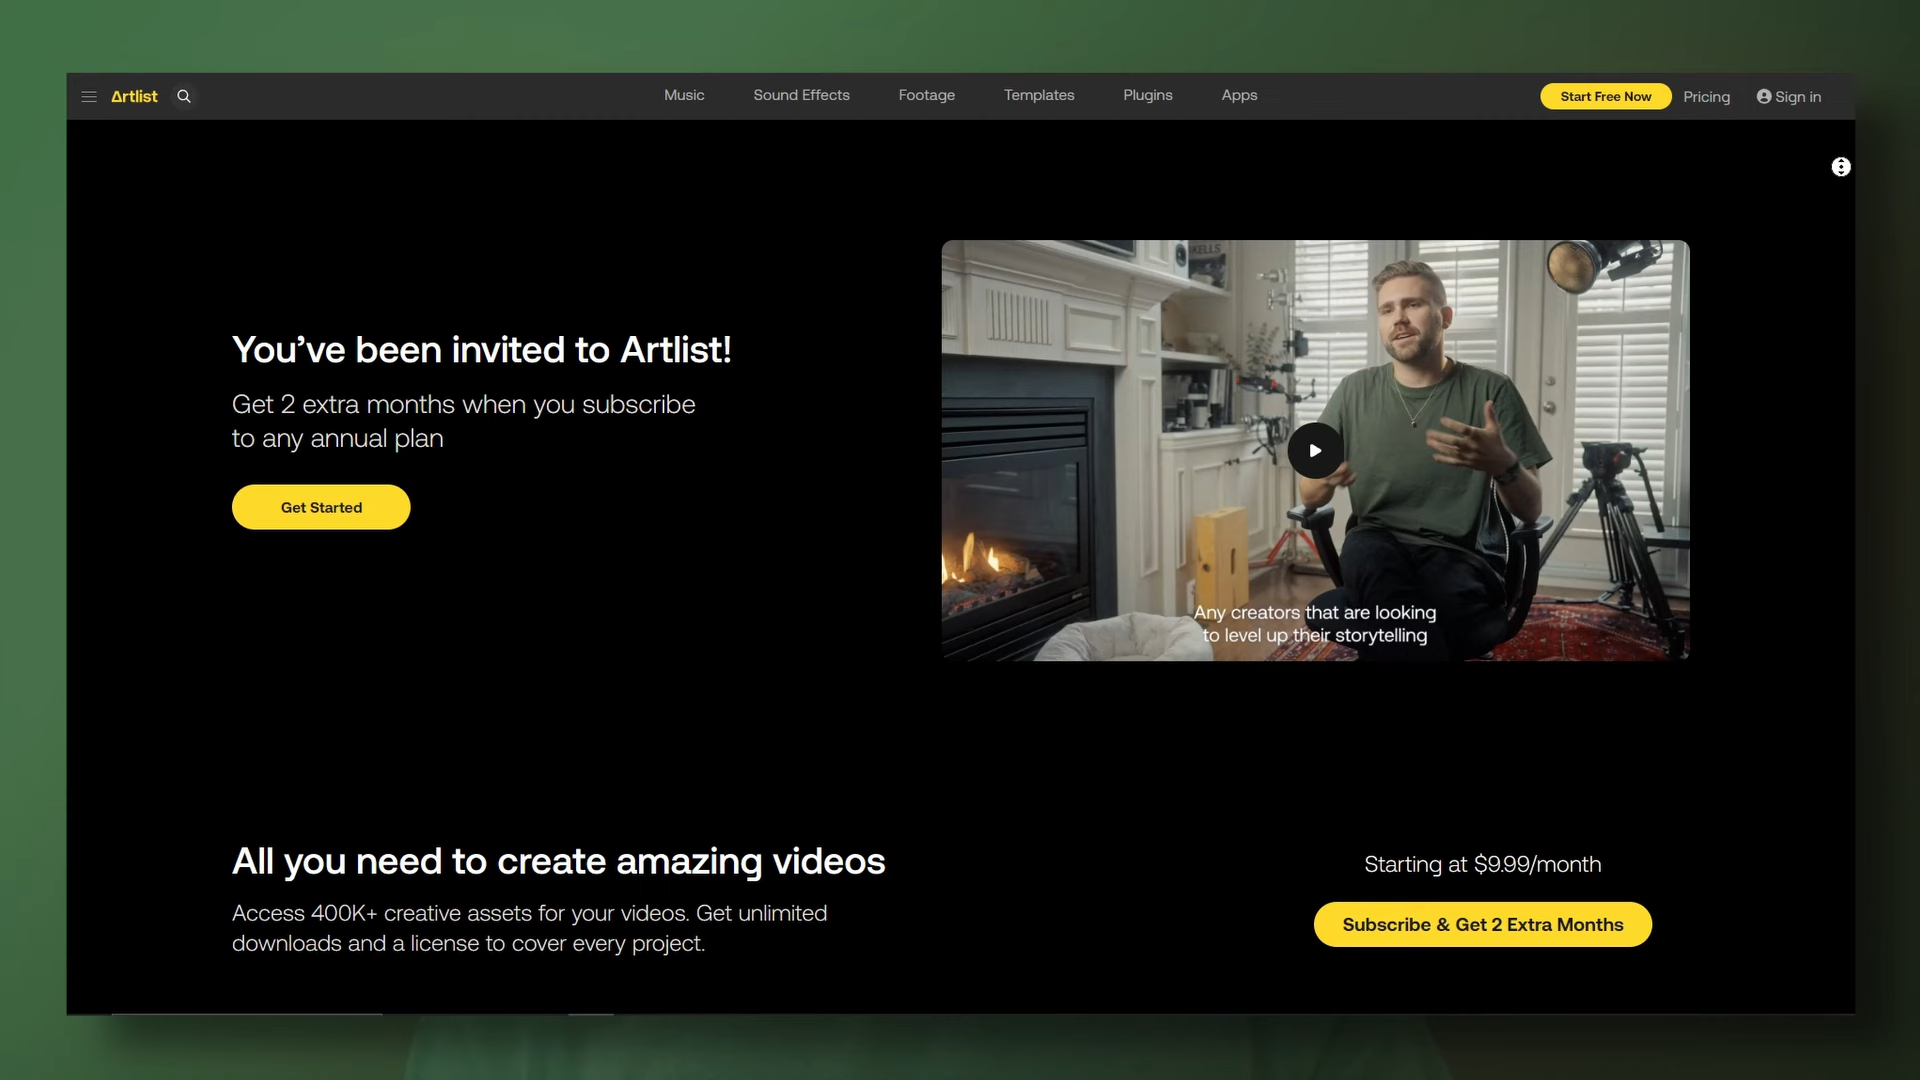 Artlist
Music
Sound Effects
Footage
Templates
Plugins
Apps
Start Free Now
Pricing
Sign in
You’ve been invited to Artlist!
Get 2 extra months when you subscribe
to any annual plan
Get Started
KELLS
Any creators that are looking
to level up their storytelling
All you need to create amazing videos
Access 400K+ creative assets for your videos. Get unlimited
downloads and a license to cover every project.
Starting at $9.99/month
Subscribe & Get 2 Extra Months